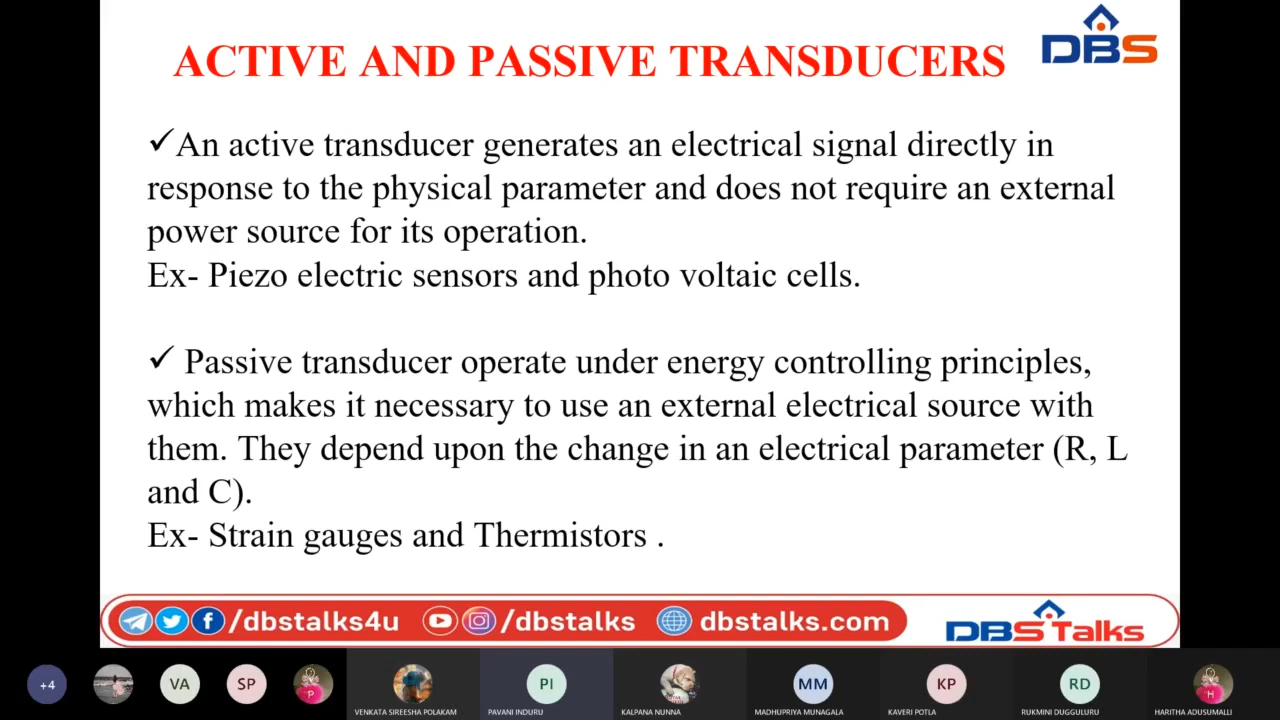 ACTIVE AND PASSIVE TRANSDUCERS
DBS
✓An active transducer generates an electrical signal directly in
response to the physical parameter and does not require an external
power source for its operation.
Ex- Piezo electric sensors and photo voltaic cells.
✓ Passive transducer operate under energy controlling principles,
which makes it necessary to use an external electrical source with
them. They depend upon the change in an electrical parameter (R, L
and C).
Ex- Strain gauges and Thermistors .
/dbstalks4u /dbstalks dbstalks.com
DBS Talks
+4 VA SP P PI MM KP RD H
VENKATA SIREESHA POLAKAM PAVANI INDURU KALPANA NUNNA MADHUPRIYA MUNAGALA KAVERI POTLA RUKMINI DUGGULURU HARITHA ADUSUMALLI